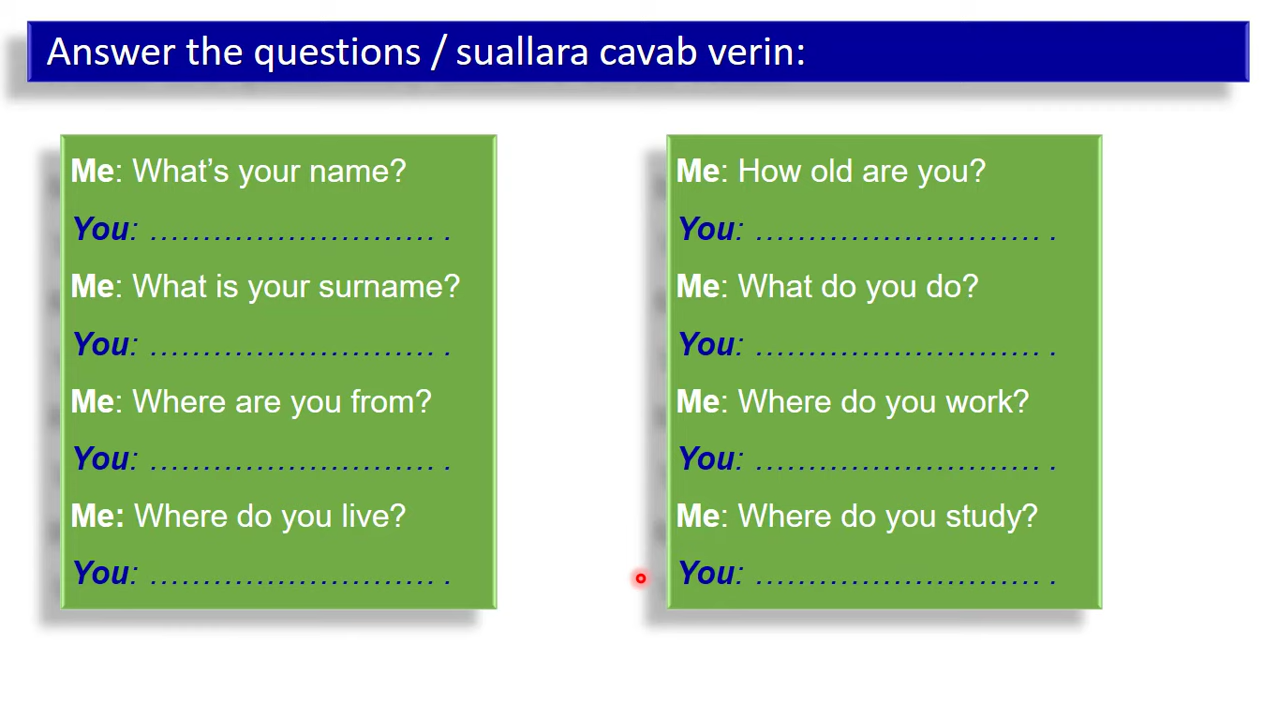 Answer the questions / suallara cavab verin:
Me: What’s your name?
You: ……………………… .
Me: What is your surname?
You: ……………………… .
Me: Where are you from?
You: ……………………… .
Me: Where do you live?
You: ……………………… .
Me: How old are you?
You: ……………………… .
Me: What do you do?
You: ……………………… .
Me: Where do you work?
You: ……………………… .
Me: Where do you study?
You: ……………………… .